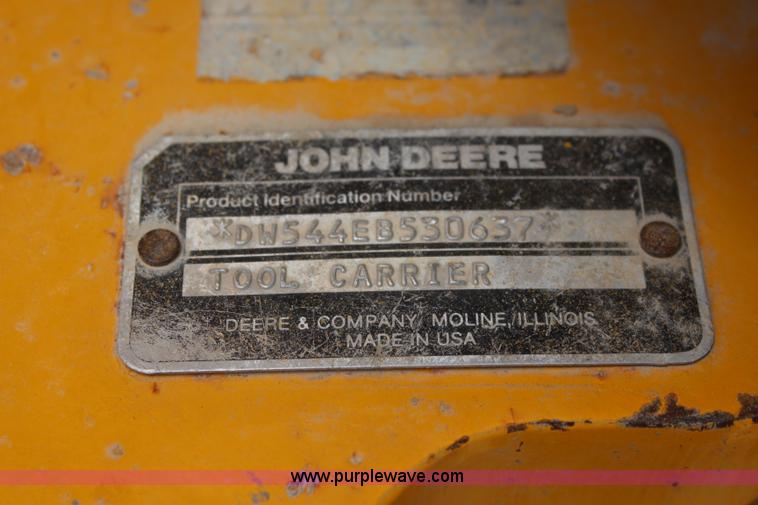 JOHN DEERE
Product Identification Number
*DW544EB530637*
TOOL CARRIER
DEERE & COMPANY MOLINE, ILLINOIS
MADE IN USA
www.purplewave.com